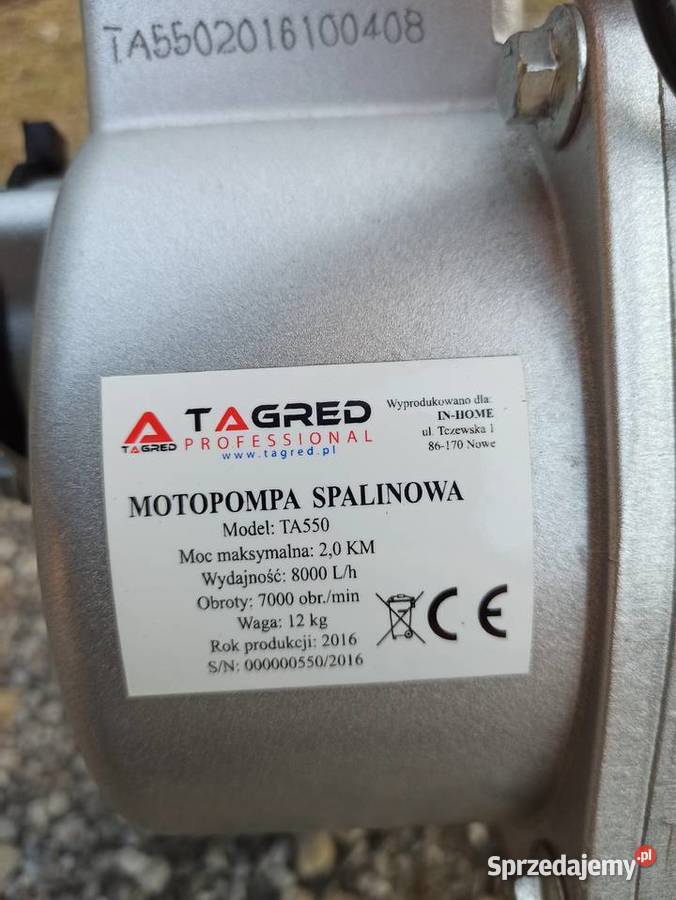 TA5502016100408
TAGRED
TAGRED
PROFESSIONAL
www.tagred.pl
Wyprodukowano dla:
IN-HOME
ul. Tczewska 1
86-170 Nowe
MOTOPOMPA SPALINOWA
Model: TA550
Moc maksymalna: 2,0 KM
Wydajność: 8000 L/h
Obroty: 7000 obr./min
Waga: 12 kg
Rok produkcji: 2016
S/N: 000000550/2016
CE
Sprzedajemy.pl